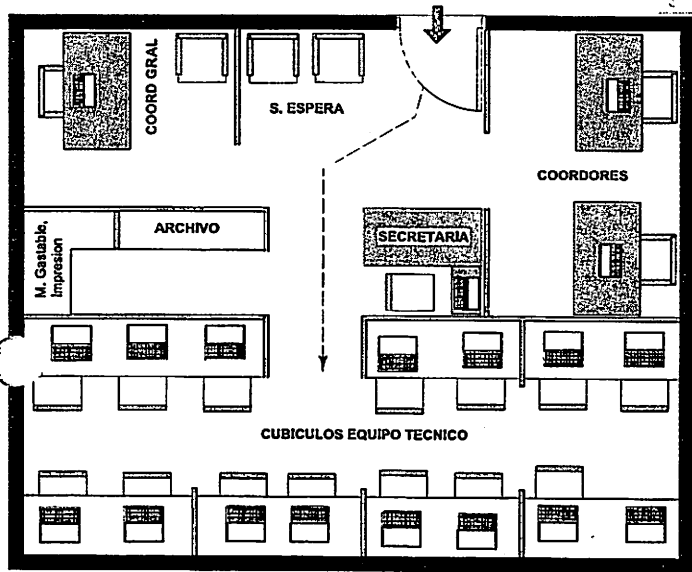 COORD GRAL
S. ESPERA
COORDORES
M. Gastable,
Impresion
ARCHIVO
SECRETARIA
CUBICULOS EQUIPO TECNICO